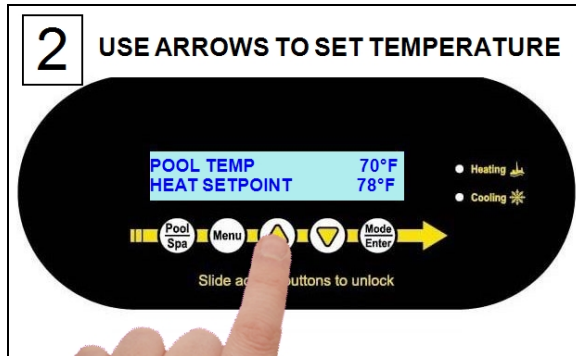 2 USE ARROWS TO SET TEMPERATURE
POOL TEMP 70°F
HEAT SETPOINT 78°F
Heating
Cooling
Pool
Spa
Menu
Mode
Enter
Slide to unlock